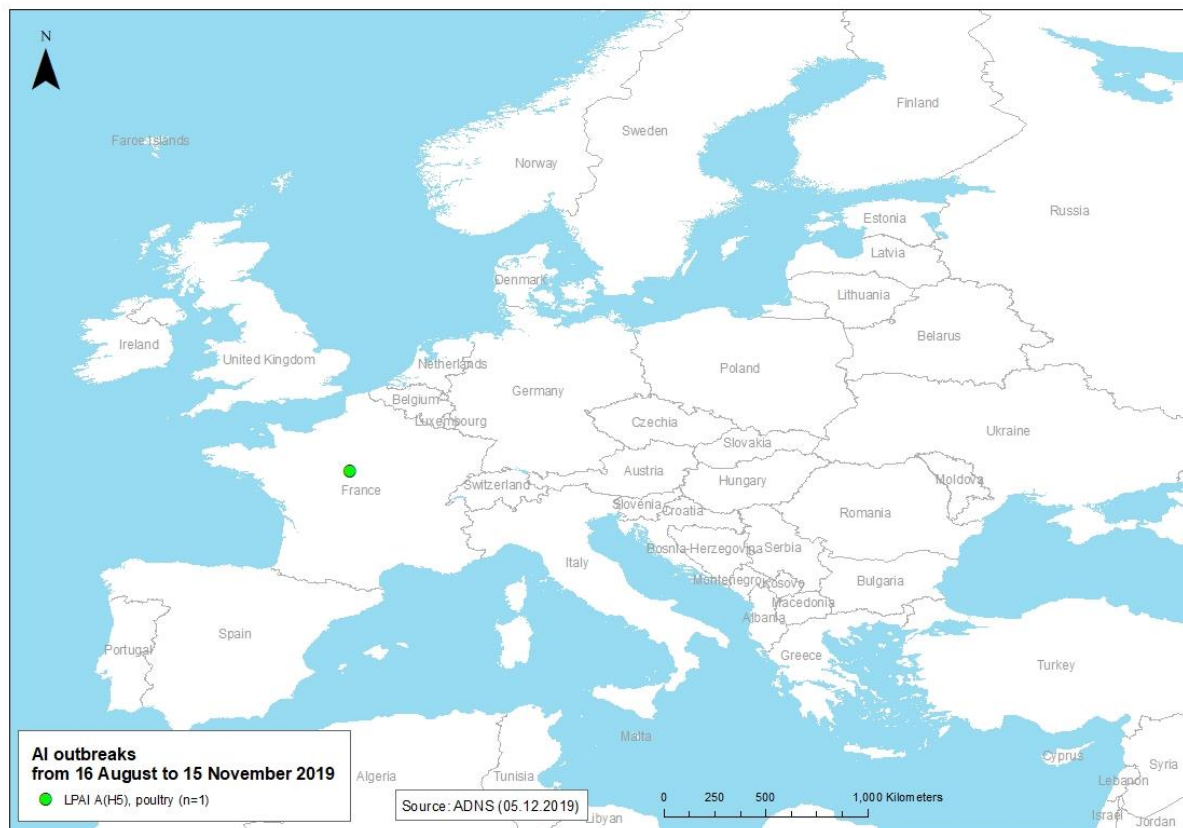 N
Faroe Islands
Finland
Sweden
Norway
Russia
Estonia
Latvia
Denmark
Lithuania
Belarus
Ireland
United Kingdom
Netherlands
Poland
Germany
Belgium
Luxembourg
Czechia
Ukraine
Slovakia
Austria
Switzerland
Hungary
Moldova
France
Slovenia
Croatia
Romania
Bosnia-Herzegovina
Serbia
Italy
Montenegro
Kosovo
Bulgaria
Macedonia
Albania
Spain
Portugal
Greece
Turkey
Malta
Cyprus
Syria
Lebanon
Israel
Jordan
Algeria
Tunisia
Libyan
AI outbreaks
from 16 August to 15 November 2019
LPAI A(H5), poultry (n=1)
Source: ADNS (05.12.2019)
0 250 500 1,000 Kilometers